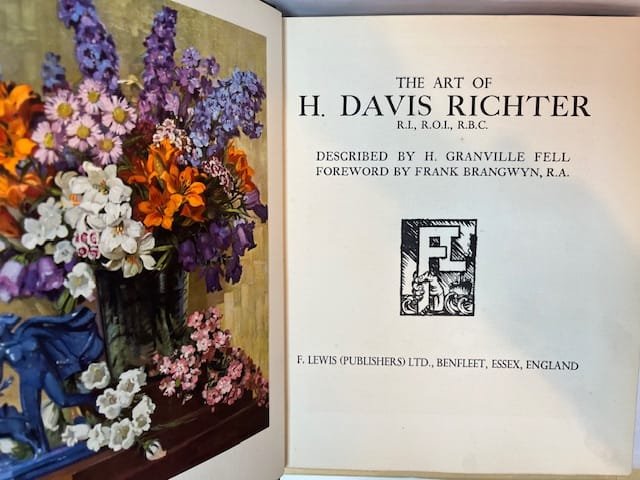 THE ART OF
H. DAVIS RICHTER
R.I., R.O.I., R.B.C.
DESCRIBED BY H. GRANVILLE FELL
FOREWORD BY FRANK BRANGWYN, R.A.
FL
F. LEWIS (PUBLISHERS) LTD., BENFLEET, ESSEX, ENGLAND